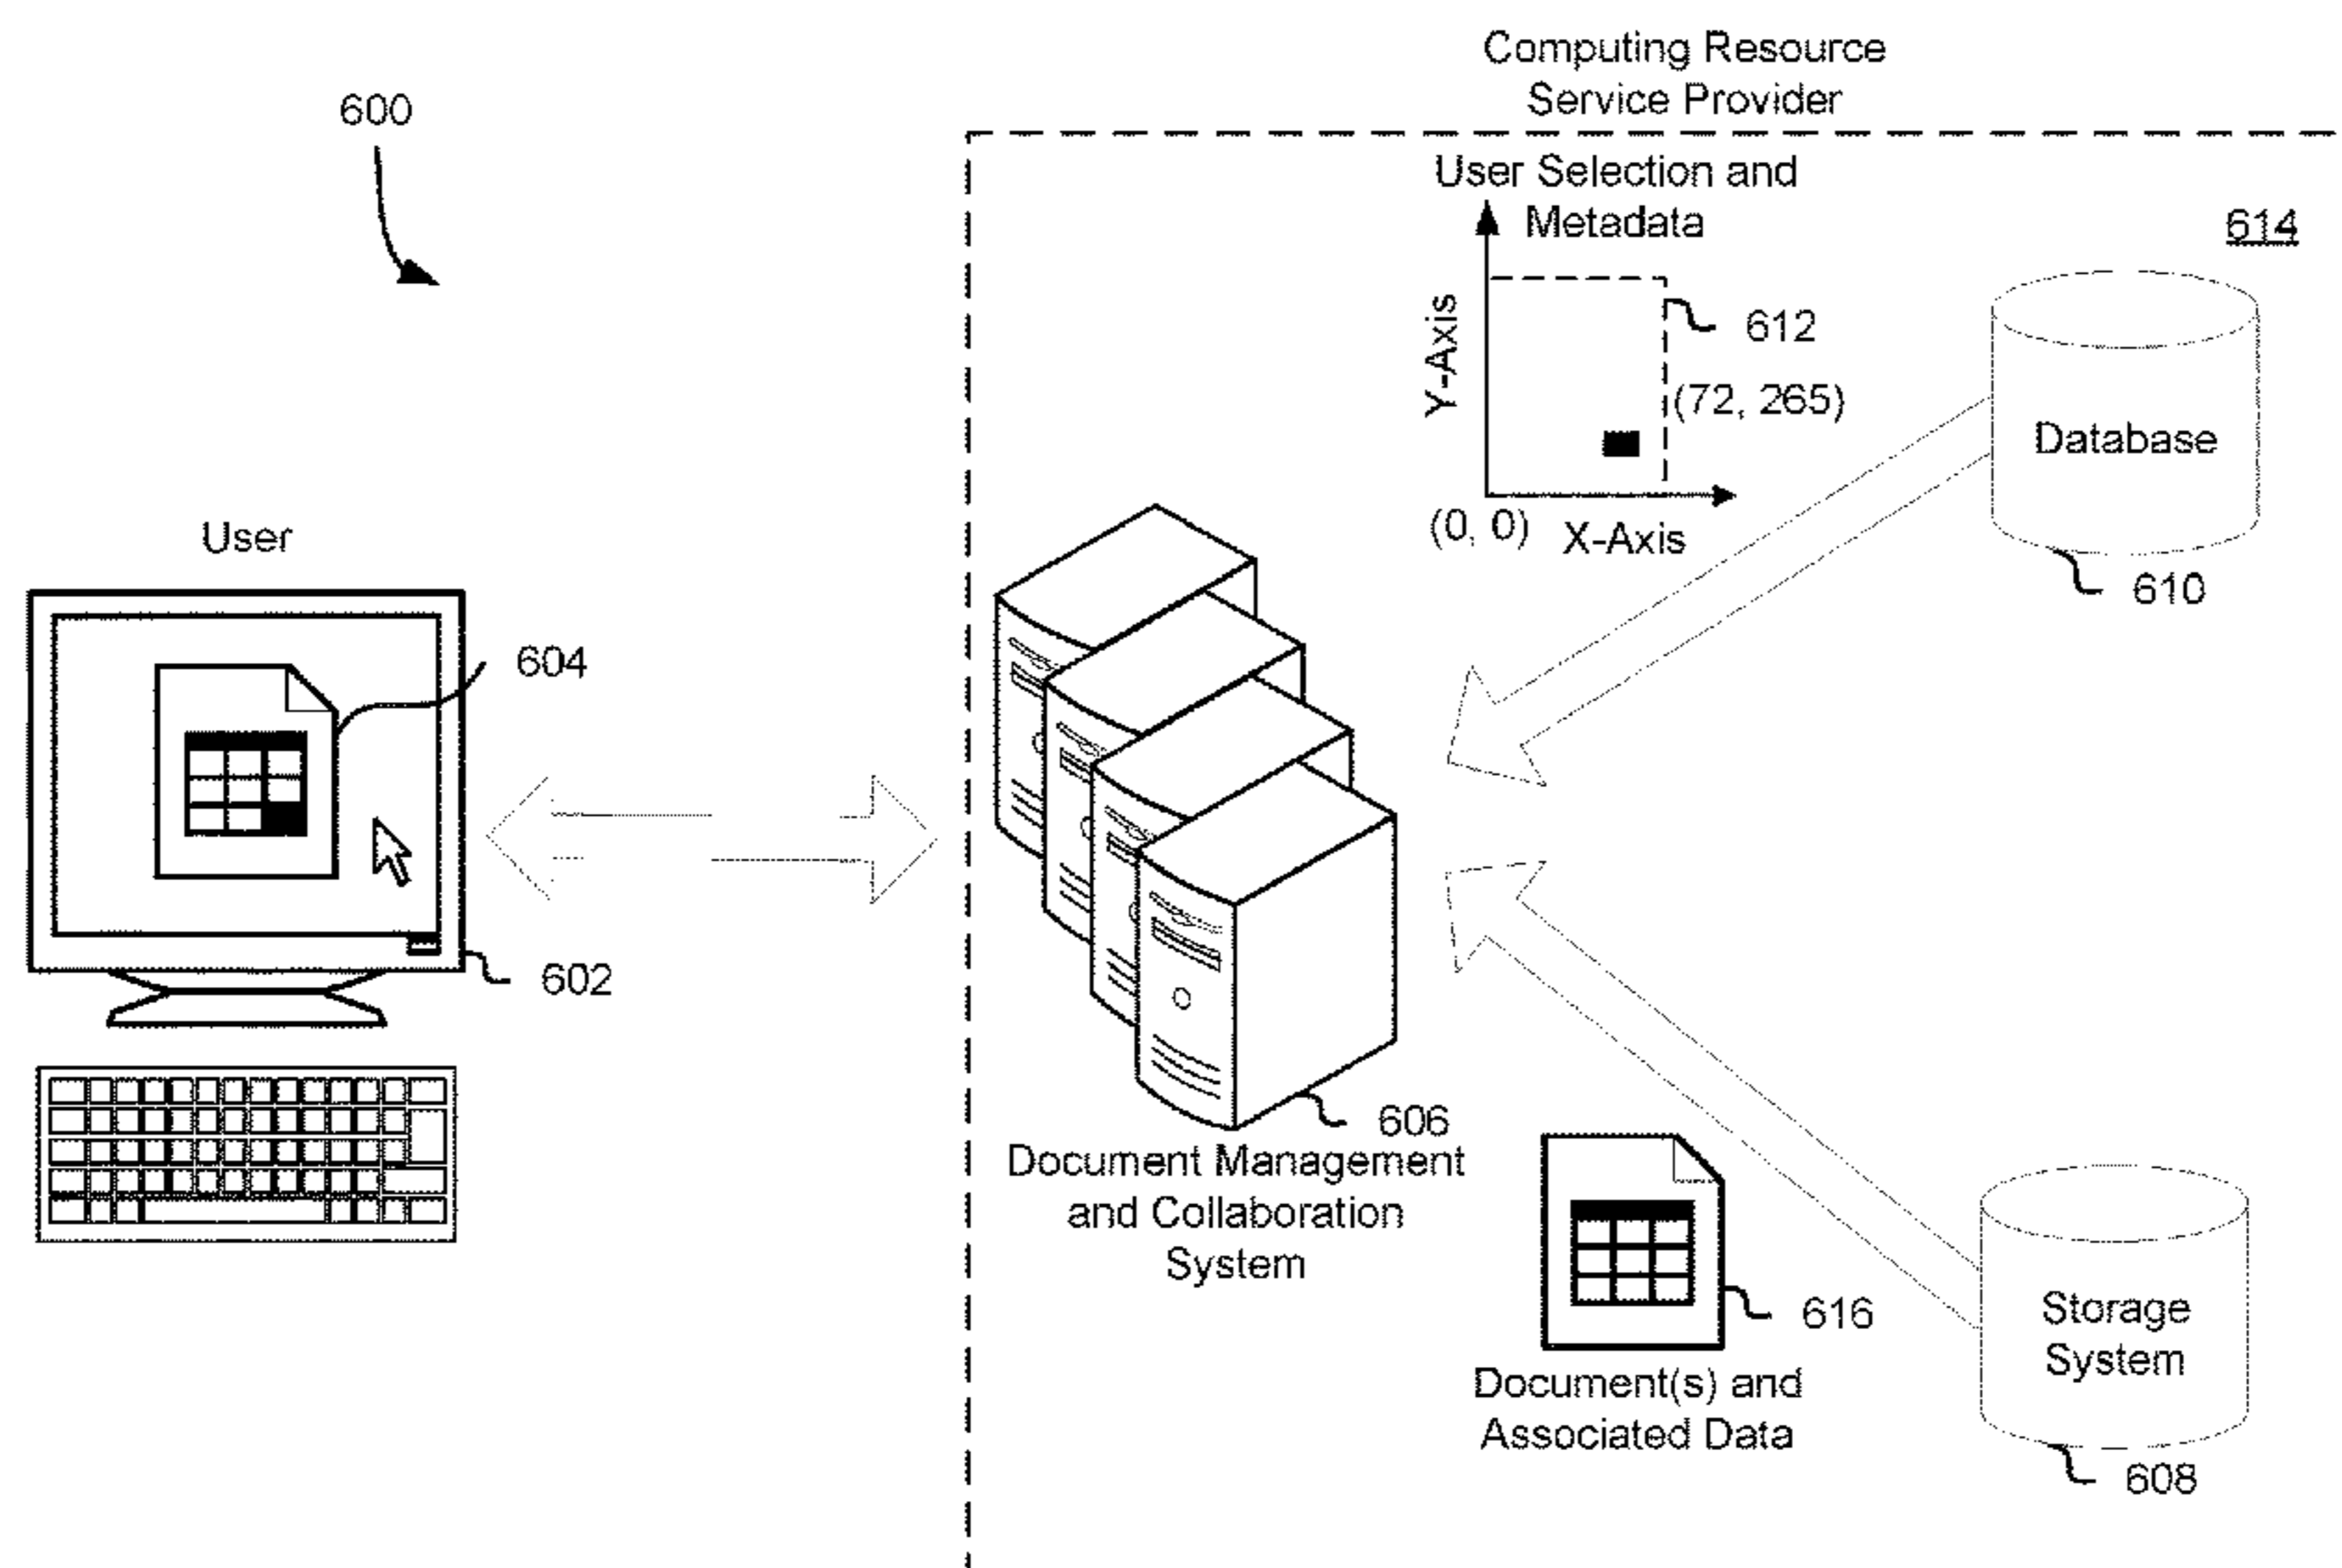 Computing Resource
Service Provider
600
User Selection and
Metadata
614
Y-Axis
612
(72, 265)
Database
(0, 0)
X-Axis
610
User
604
602
606
Document Management
and Collaboration
System
616
Storage
System
Document(s) and
Associated Data
608